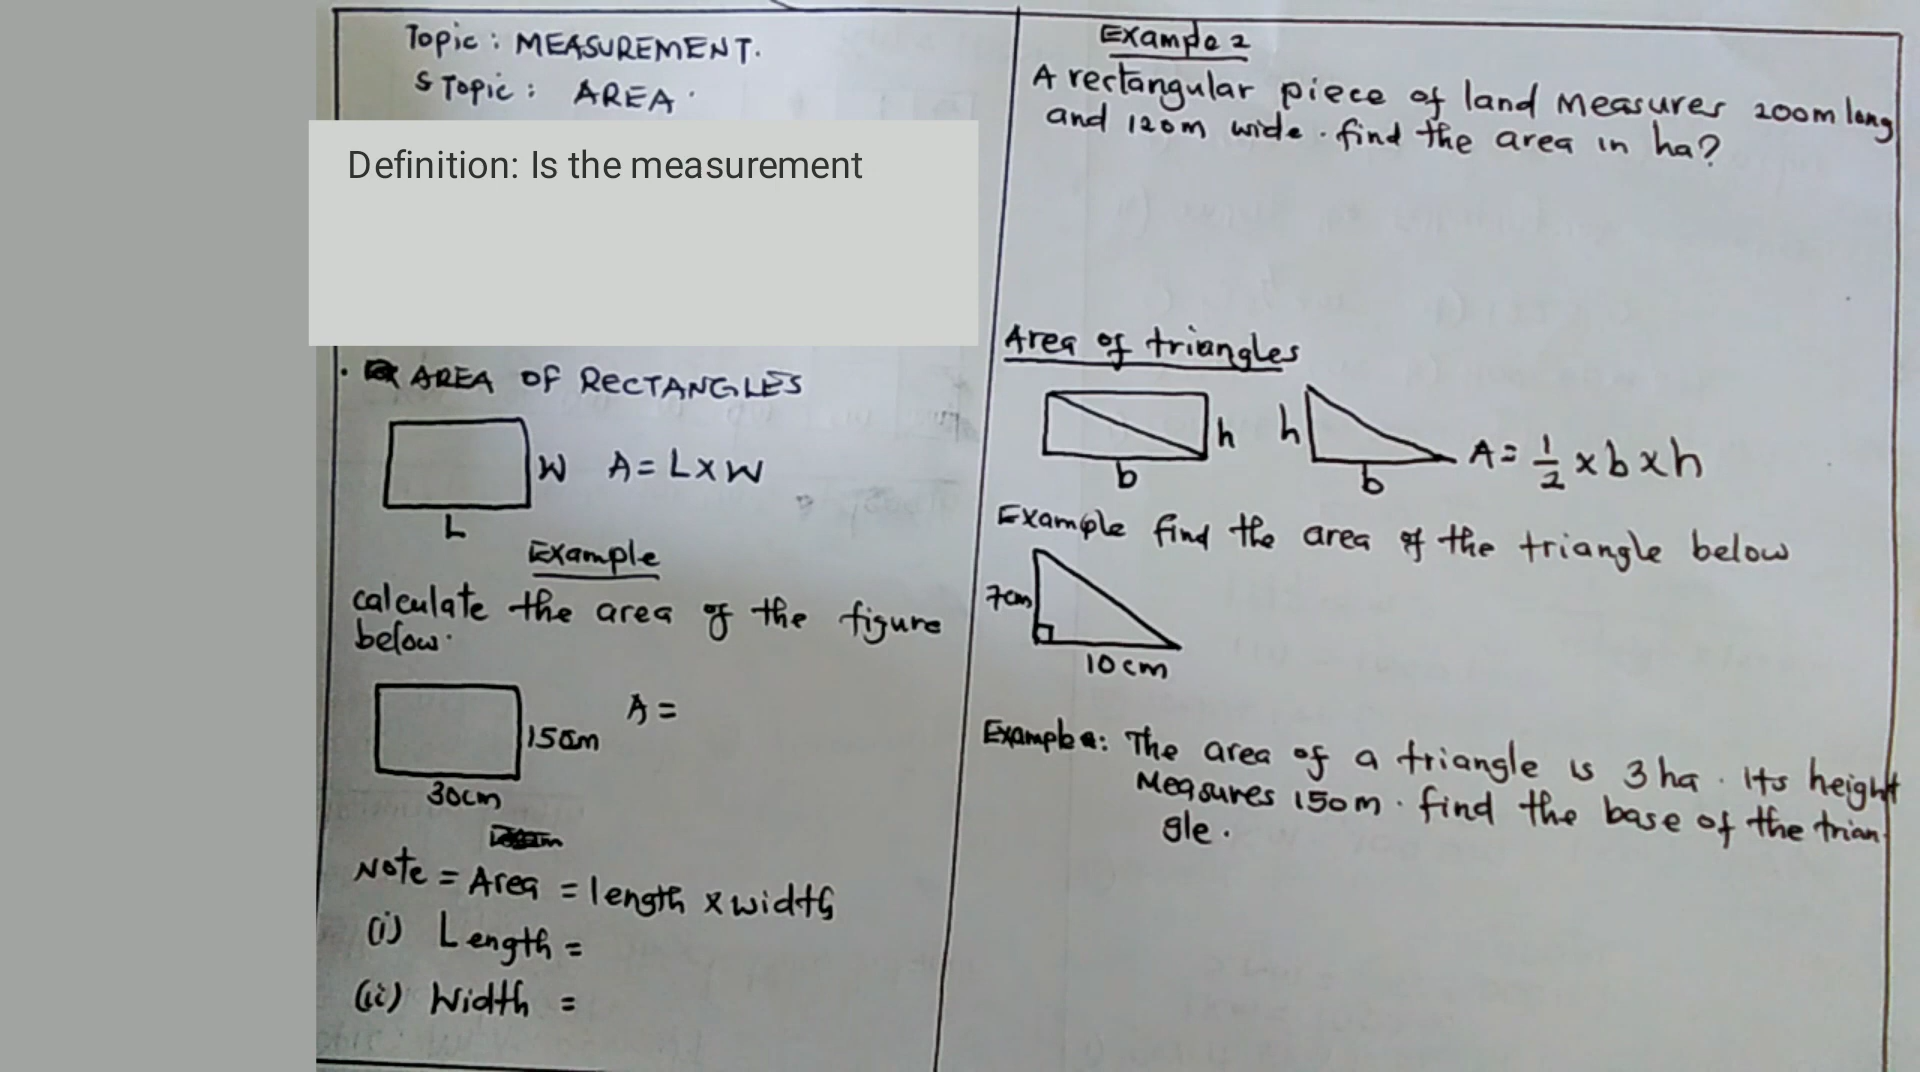 Topic: MEASUREMENT.
S Topic: AREA.
Definition: Is the measurement
. AREA OF RECTANGLES
W A = L x W
L
Example
calculate the area of the figure
below.
15cm A =
30cm
Note = Area = length x width
(i) Length =
(ii) Width =
Example 2
A rectangular piece of land Measures 200m long
and 120m wide. find the area in ha?
Area of triangles
h h A = 1/2 x b x h
b b
Example find the area of the triangle below
7cm
10cm
Example: The area of a triangle is 3 ha. Its height
Measures 150m. find the base of the trian
gle.